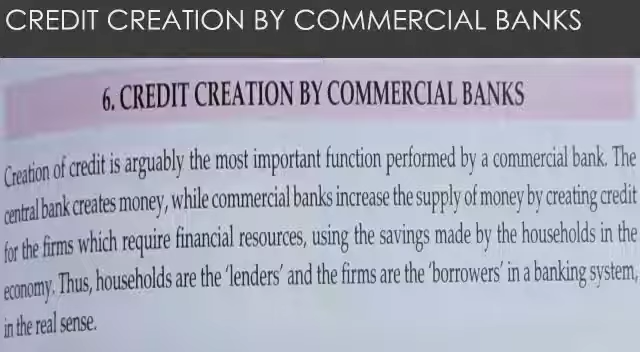 CREDIT CREATION BY COMMERCIAL BANKS
6. CREDIT CREATION BY COMMERCIAL BANKS
Creation of credit is arguably the most important function performed by a commercial bank. The
central bank creates money, while commercial banks increase the supply of money by creating credit
for the firms which require financial resources, using the savings made by the households in the
economy. Thus, households are the 'lenders' and the firms are the 'borrowers' in a banking system,
in the real sense.